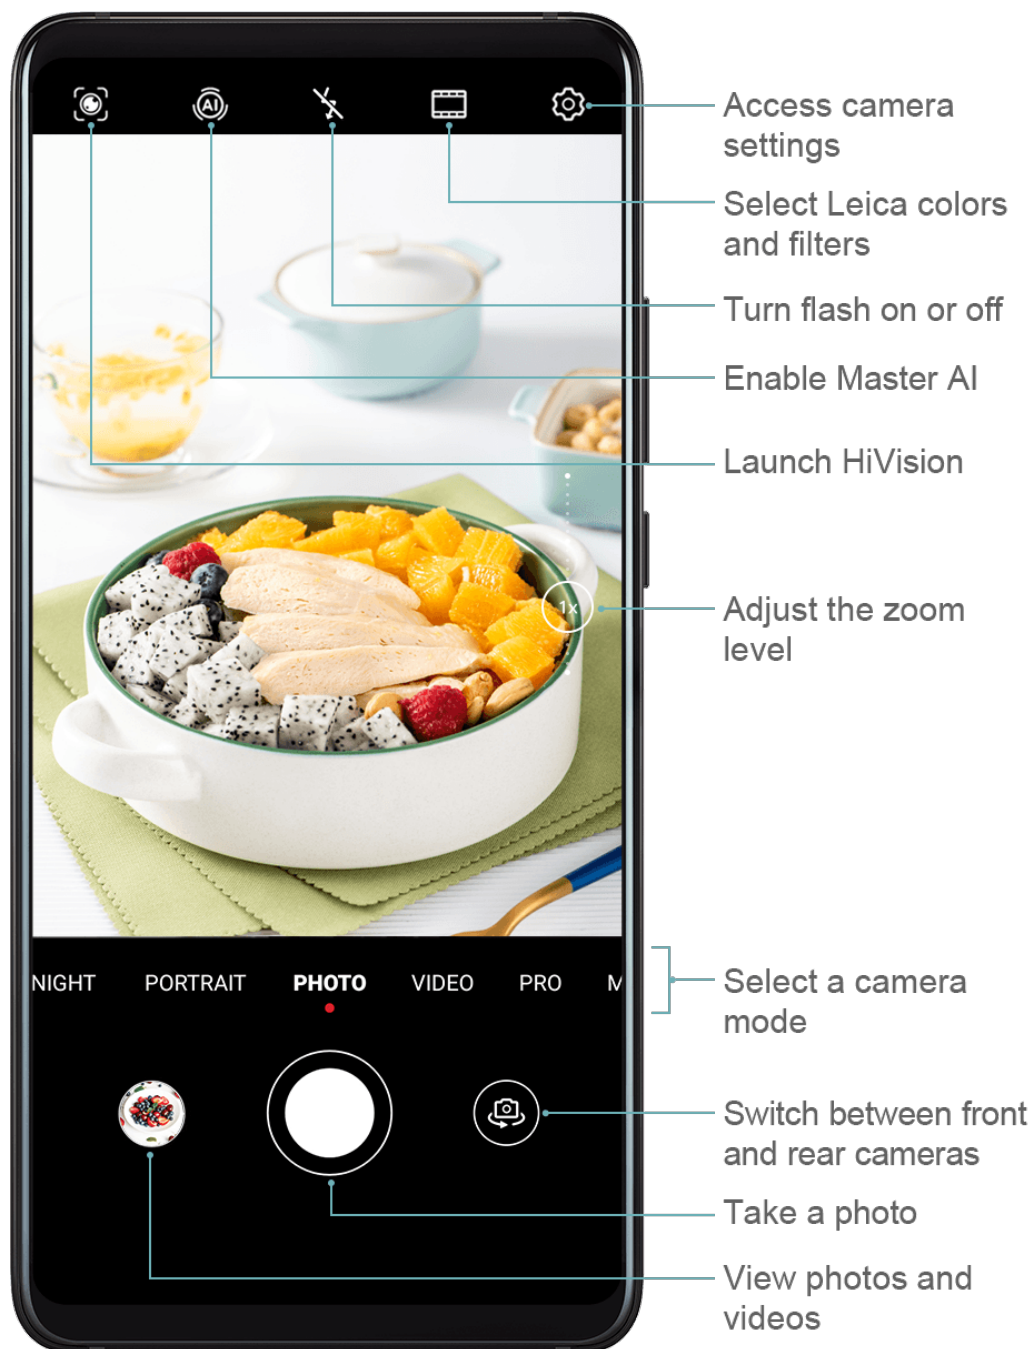 AI
Access camera
settings
Select Leica colors
and filters
Turn flash on or off
Enable Master AI
Launch HiVision
1x
Adjust the zoom
level
NIGHT PORTRAIT PHOTO VIDEO PRO M
Select a camera
mode
Switch between front
and rear cameras
Take a photo
View photos and
videos